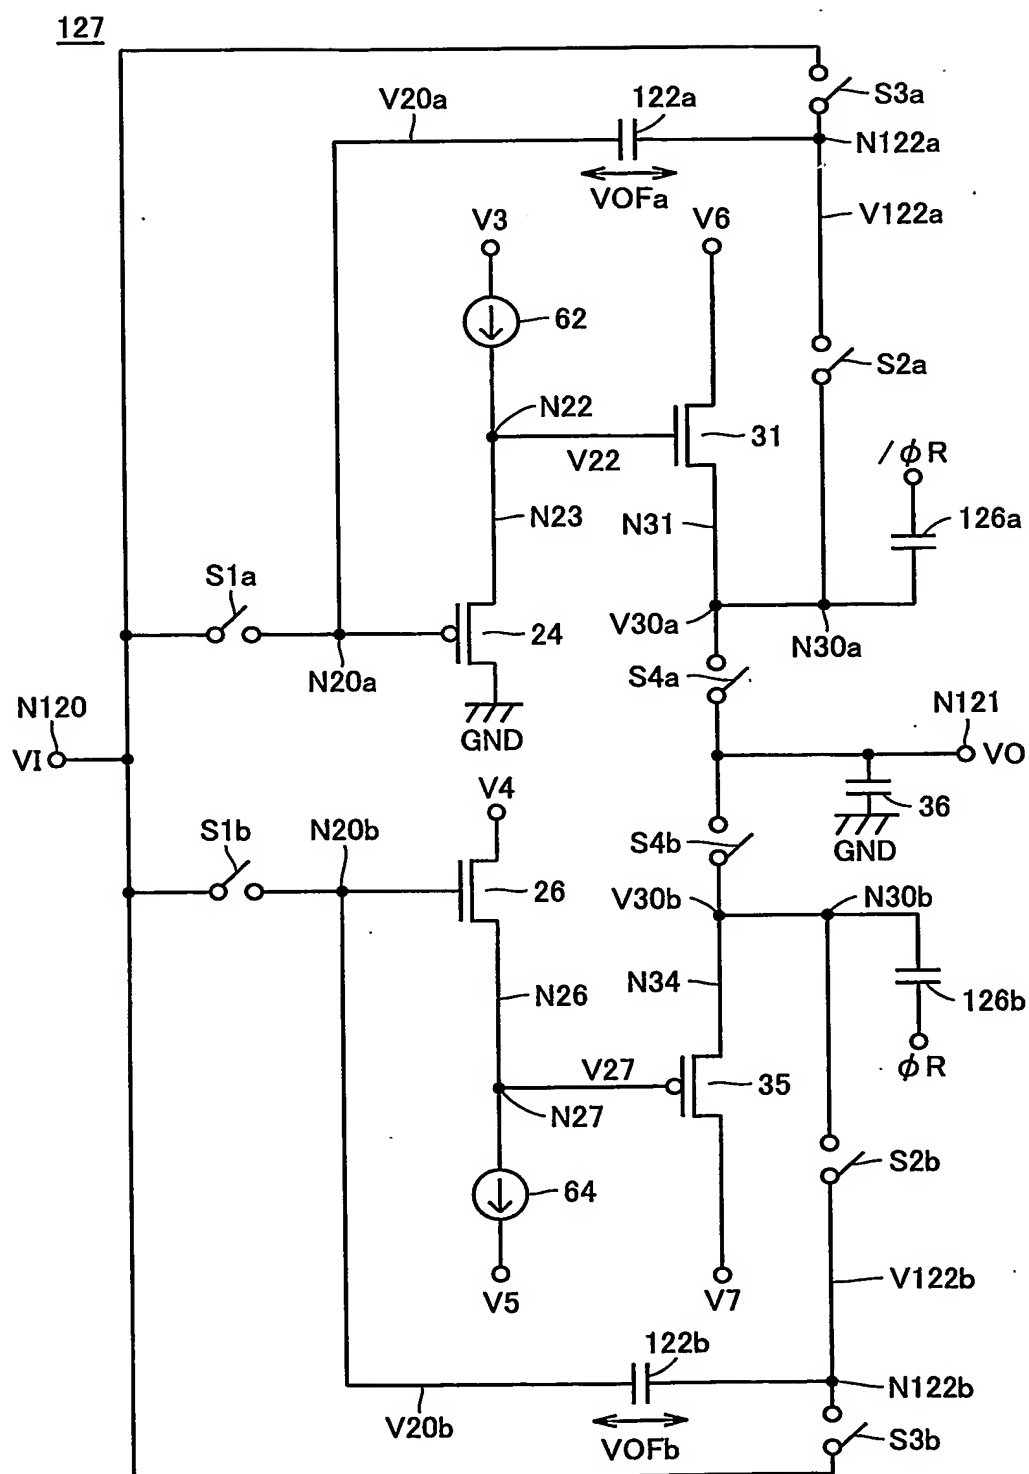 127
S3a
V20a
122a
N122a
VOFa
V3
V6
V122a
62
S2a
N22
31
V22
/φR
N23
N31
126a
S1a
24
V30a
N30a
N20a
S4a
GND
N120
N121
VI
VO
V4
36
S1b
N20b
S4b
GND
26
V30b
N30b
N26
N34
126b
V27
35
φR
N27
S2b
64
V5
V7
V122b
122b
N122b
V20b
VOFb
S3b